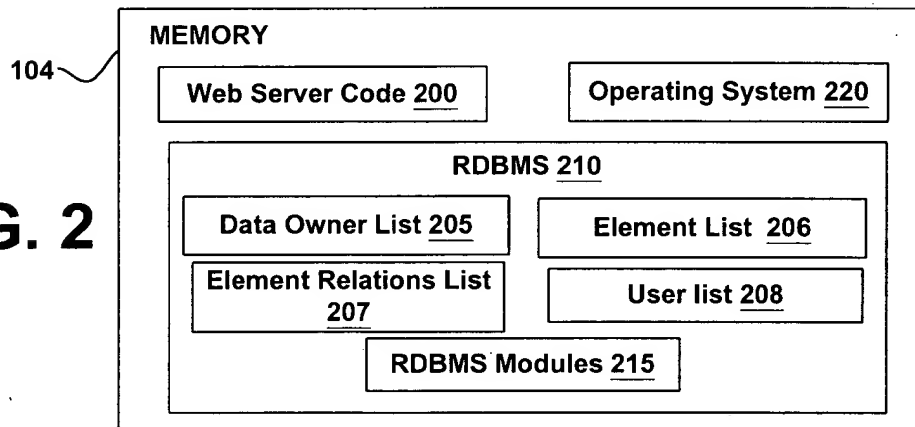 MEMORY
104
Web Server Code 200
Operating System 220
RDBMS 210
G. 2
Data Owner List 205
Element List 206
Element Relations List
207
User list 208
RDBMS Modules 215